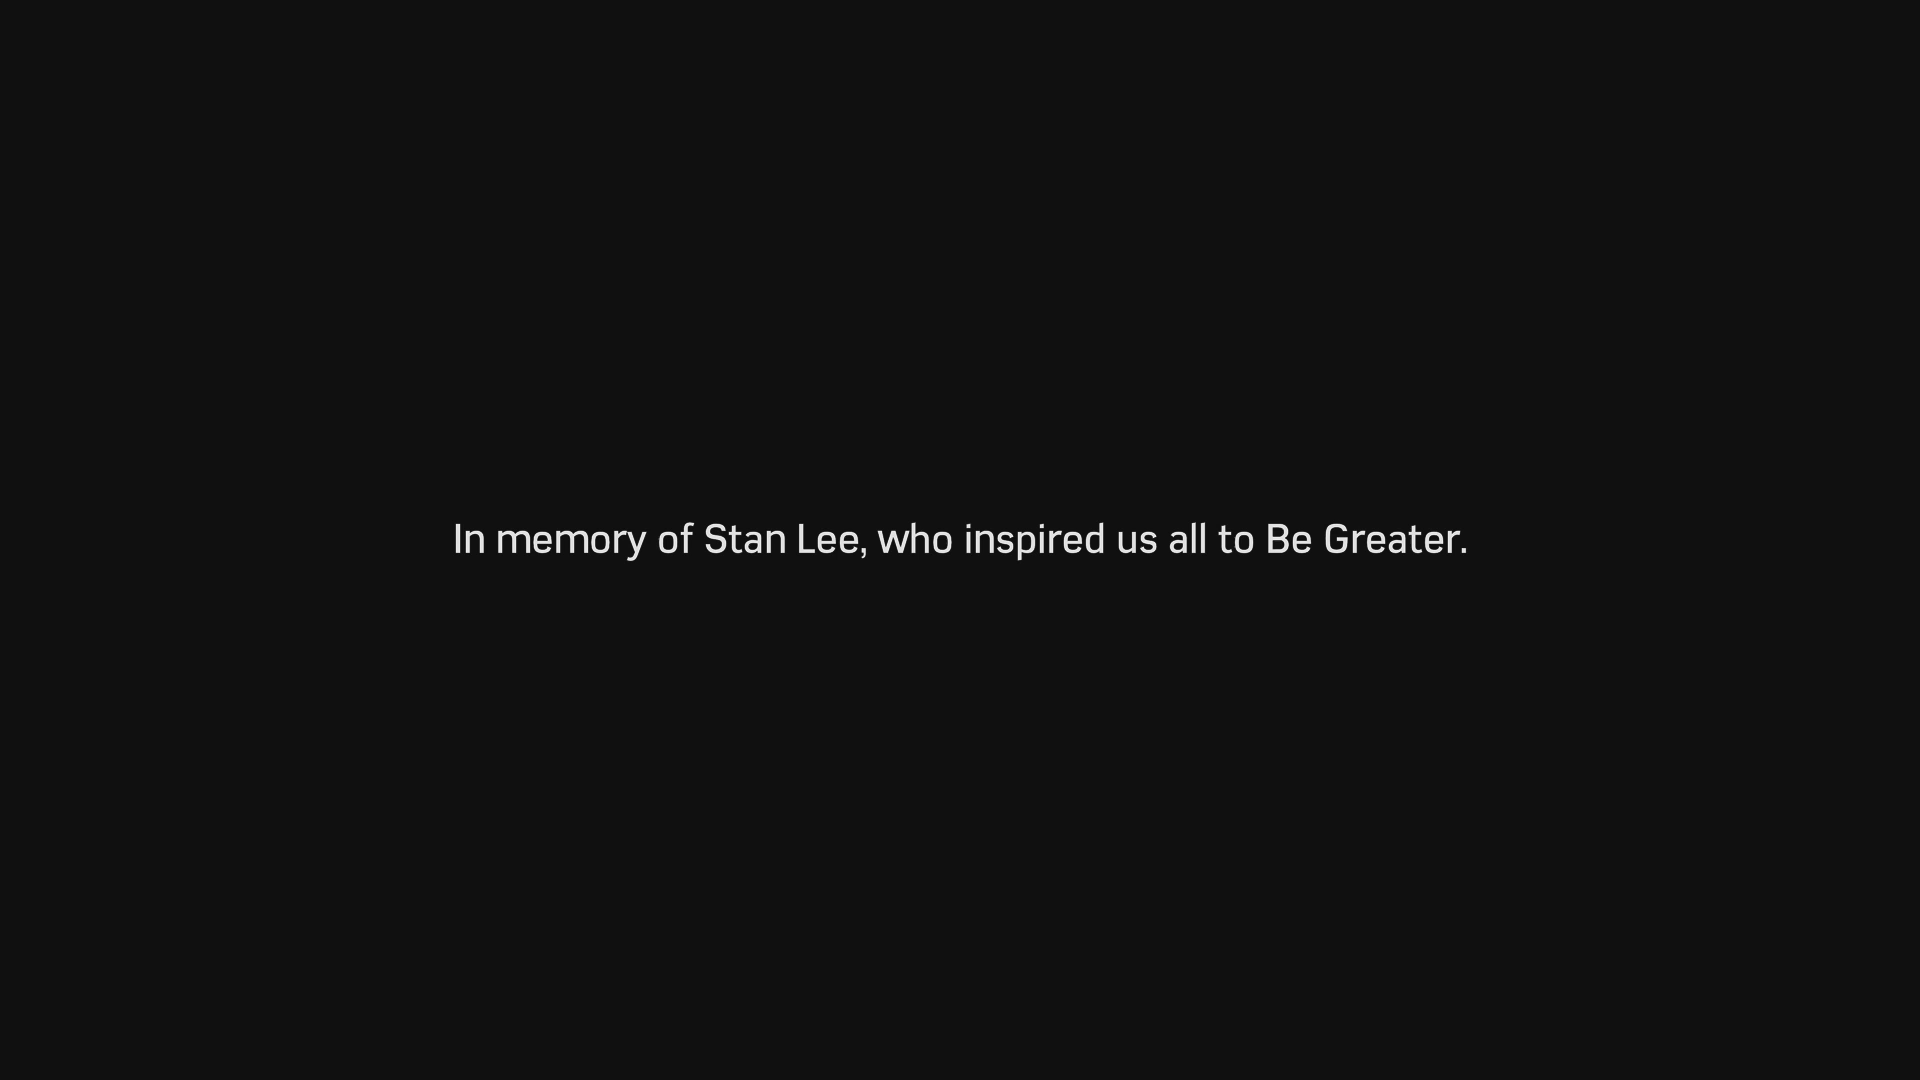 In memory of Stan Lee, who inspired us all to Be Greater.